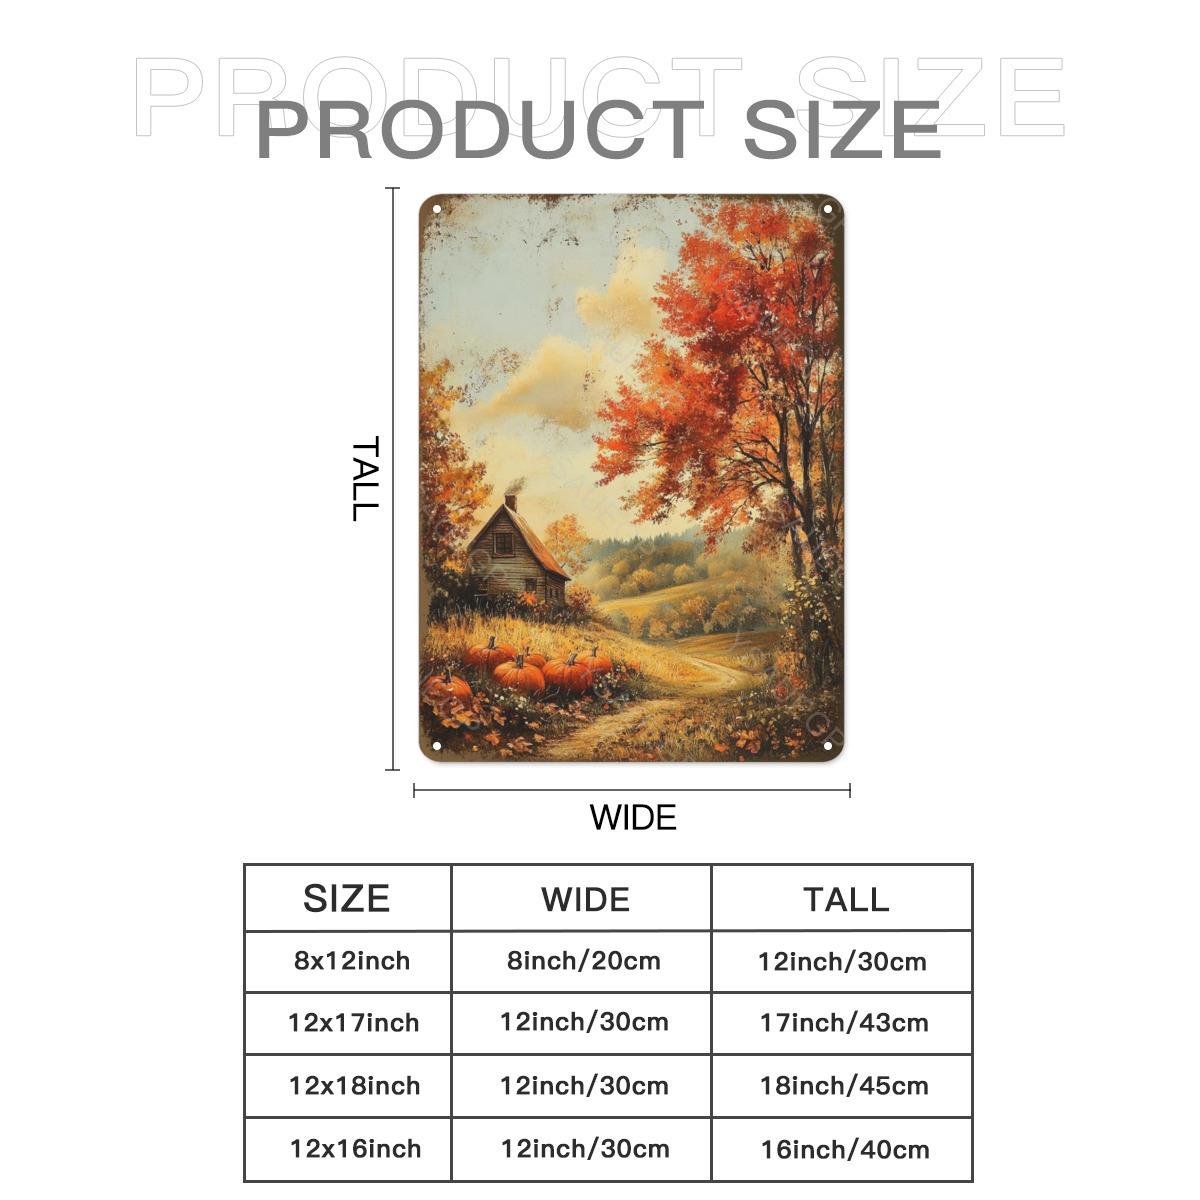 PRODUCT SIZE
PRODUCT SIZE
TALL
WIDE
SIZE WIDE TALL
8x12inch 8inch/20cm 12inch/30cm
12x17inch 12inch/30cm 17inch/43cm
12x18inch 12inch/30cm 18inch/45cm
12x16inch 12inch/30cm 16inch/40cm